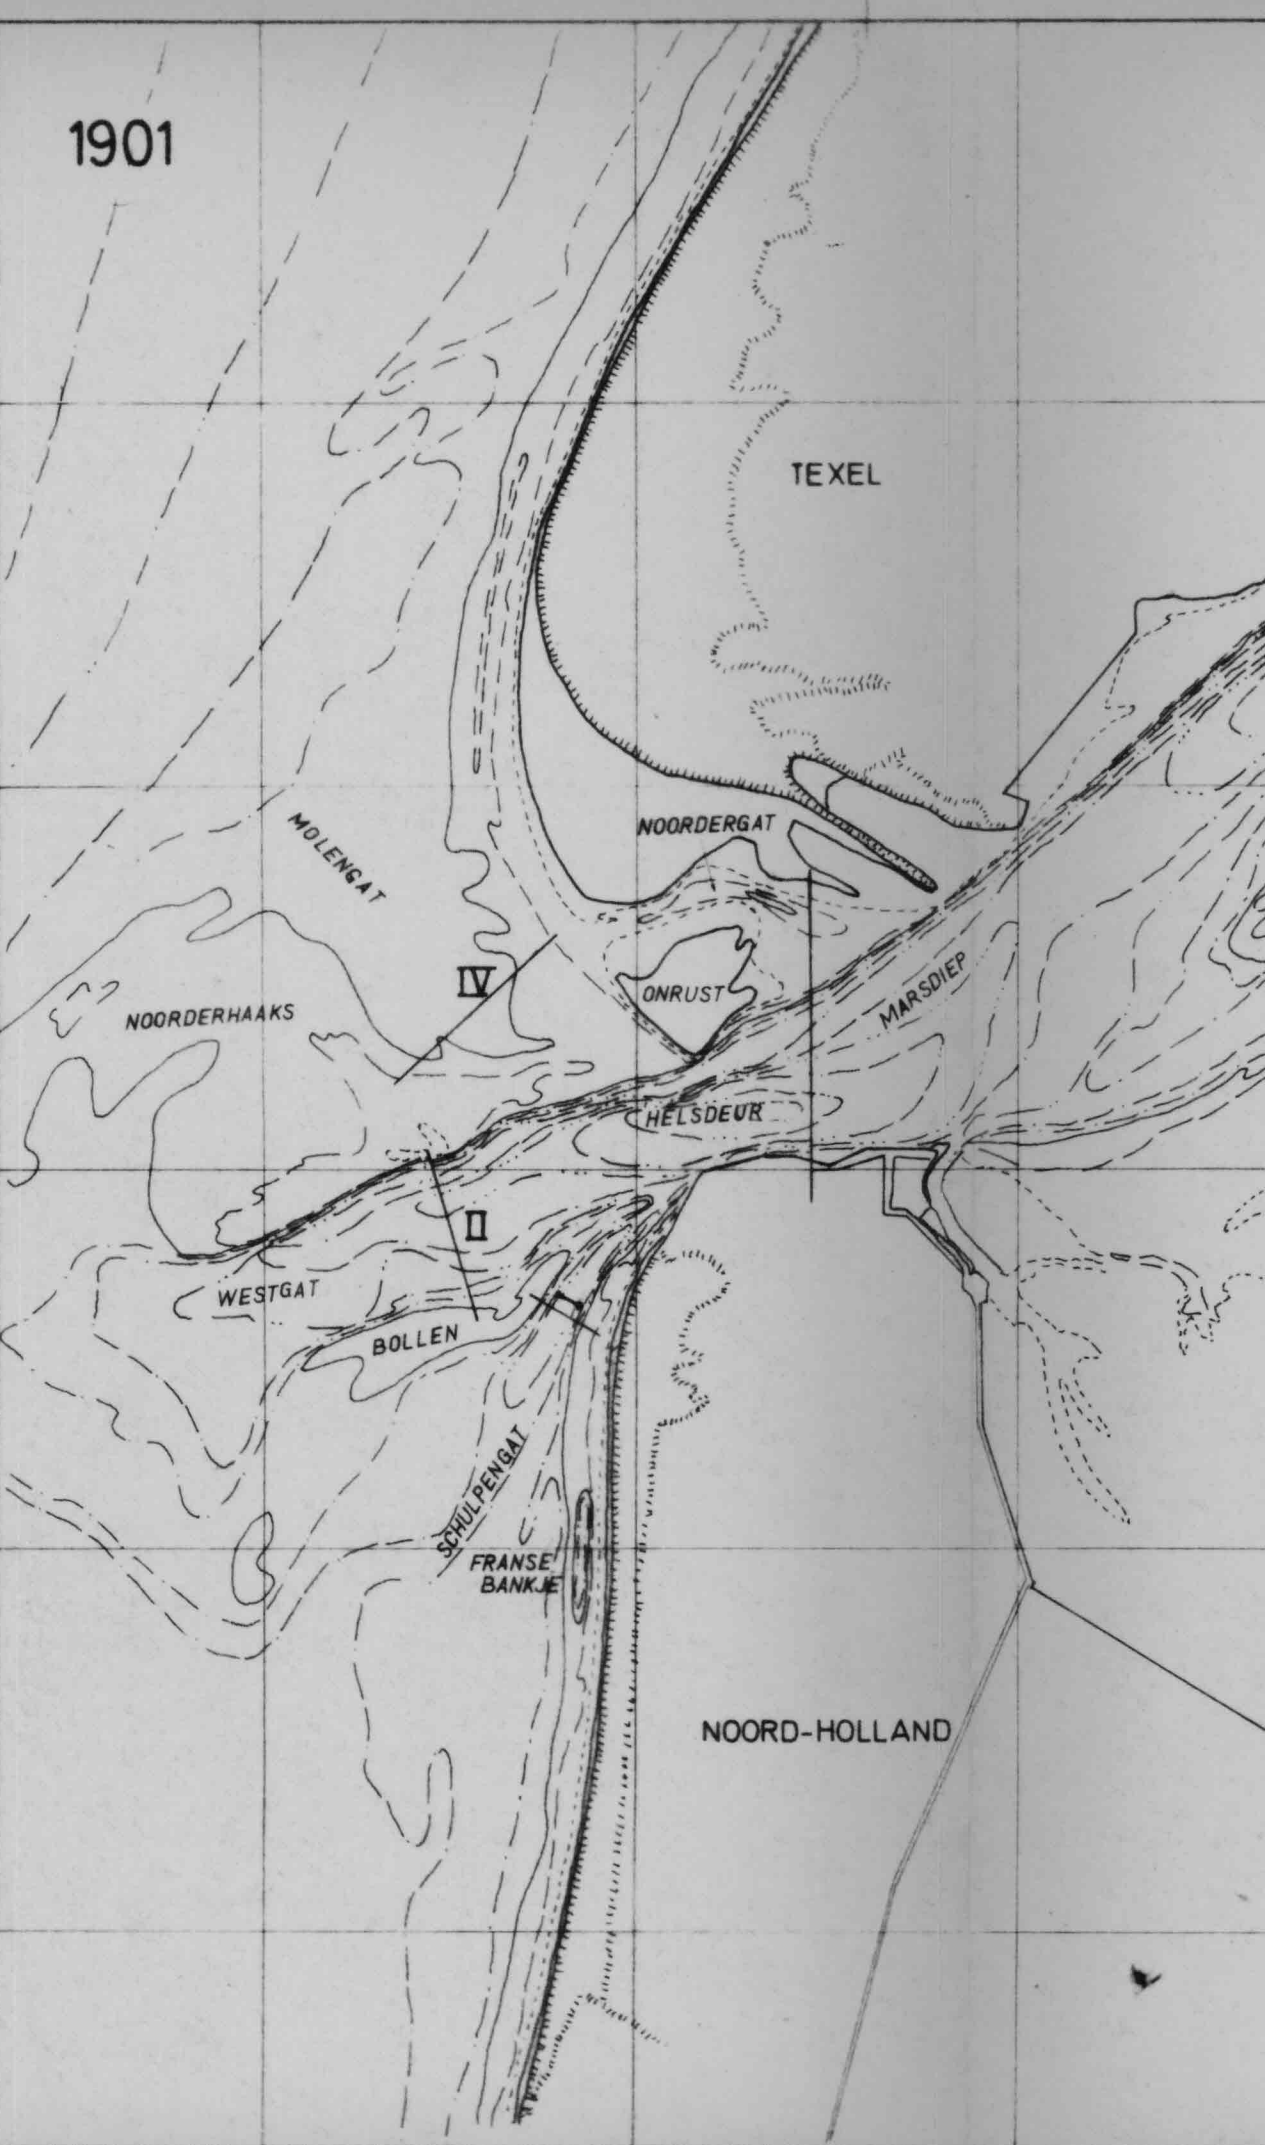 1901
TEXEL
MOLENGAT
NOORDERGAT
IV
ONRUST
MARSDIEP
NOORDERHAAKS
HELSDEUR
II
WESTGAT
I
BOLLEN
SCHULPENGAT
FRANSE
BANKJE
NOORD-HOLLAND